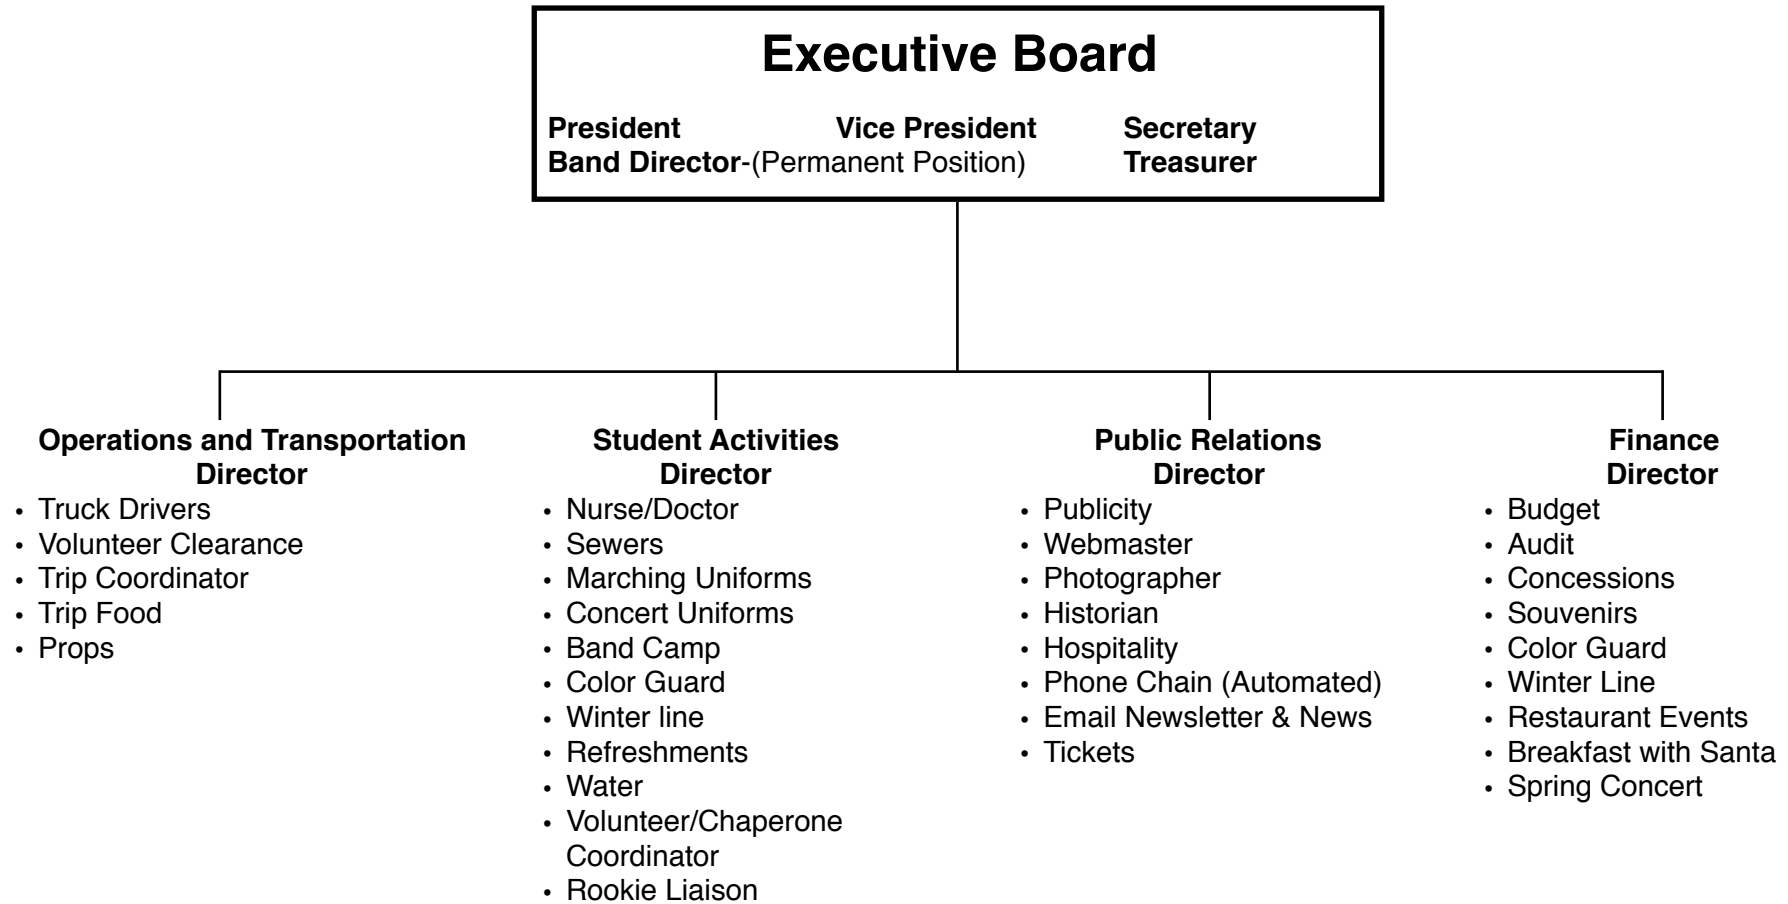 Executive Board
President Vice President Secretary
Band Director-(Permanent Position) Treasurer
Operations and Transportation
Director
• Truck Drivers
• Volunteer Clearance
• Trip Coordinator
• Trip Food
• Props
Student Activities
Director
• Nurse/Doctor
• Sewers
• Marching Uniforms
• Concert Uniforms
• Band Camp
• Color Guard
• Winter line
• Refreshments
• Water
• Volunteer/Chaperone
Coordinator
• Rookie Liaison
Public Relations
Director
• Publicity
• Webmaster
• Photographer
• Historian
• Hospitality
• Phone Chain (Automated)
• Email Newsletter & News
• Tickets
Finance
Director
• Budget
• Audit
• Concessions
• Souvenirs
• Color Guard
• Winter Line
• Restaurant Events
• Breakfast with Santa
• Spring Concert